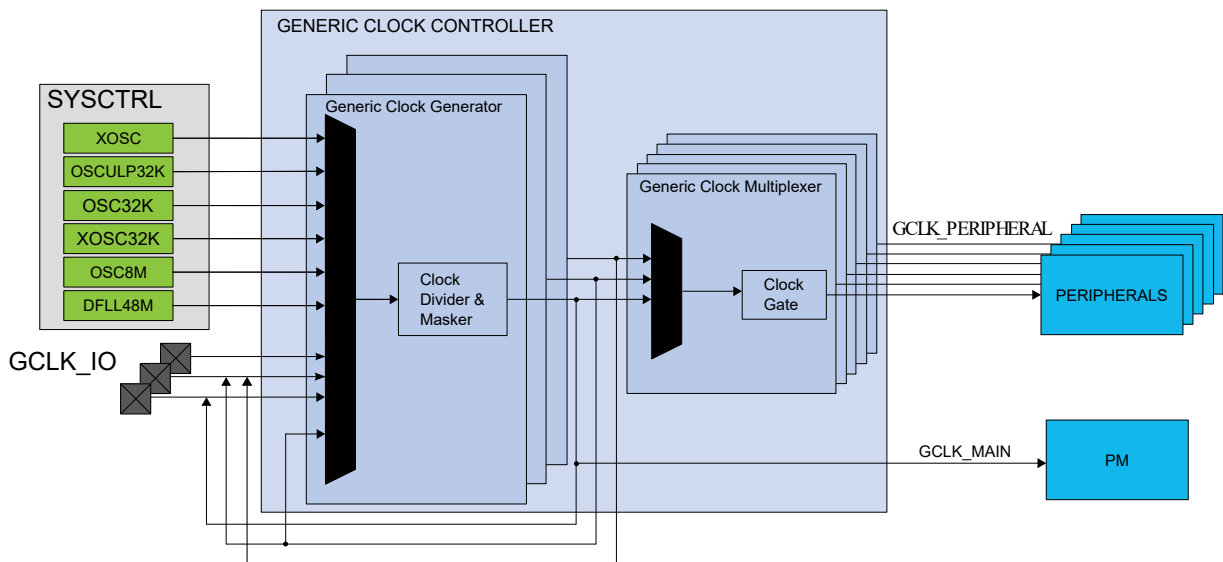 GENERIC CLOCK CONTROLLER
SYSCTRL
XOSC
OSCULP32K
OSC32K
XOSC32K
OSC8M
DFLL48M
GCLK_IO
Generic Clock Generator
Clock
Divider &
Masker
Generic Clock Multiplexer
Clock
Gate
GCLK_PERIPHERAL
PERIPHERALS
GCLK_MAIN
PM